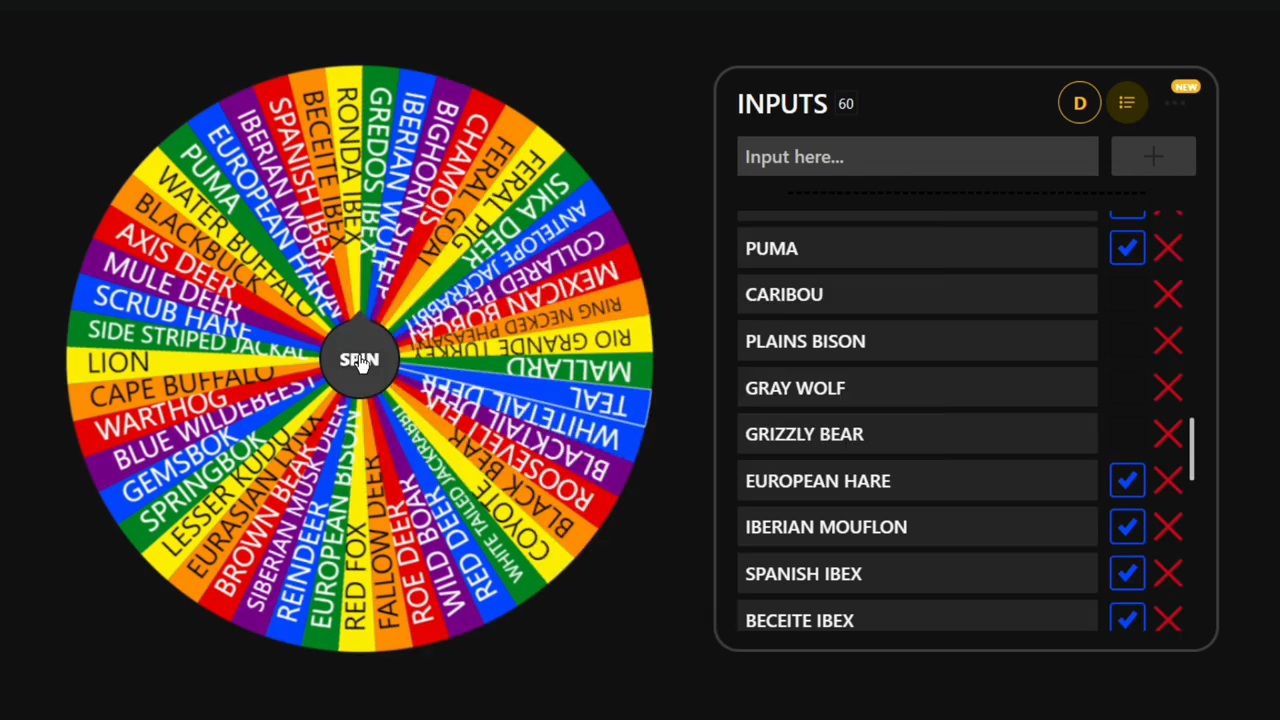 GREDOS IBEX
IBERIAN WOLF
BIGHORN SHEEP
CHAMOIS
FERAL GOAT
FERAL PIG
SIKA DEER
ANTELOPE JACKRABBIT
COLLARED PECCARY
MEXICAN BOBCAT
RING NECKED PHEASANT
RIO GRANDE TURKEY
MALLARD
TEAL
WHITETAIL DEER
BLACKTAIL DEER
ROOSEVELT ELK
BLACK BEAR
COYOTE
WHITE TAILED JACKRABBIT
RED DEER
WILD BOAR
ROE DEER
FALLOW DEER
RED FOX
EUROPEAN BISON
REINDEER
SIBERIAN MUSK DEER
BROWN BEAR
EURASIAN LYNX
LESSER KUDU
SPRINGBOK
GEMSBOK
BLUE WILDEBEEST
WARTHOG
CAPE BUFFALO
LION
SIDE STRIPED JACKAL
SCRUB HARE
MULE DEER
AXIS DEER
BLACKBUCK
WATER BUFFALO
PUMA
EUROPEAN HARE
IBERIAN MOUFLON
SPANISH IBEX
BECEITE IBEX
RONDA IBEX
SPIN
INPUTS 60
D
NEW
Input here...
PUMA
CARIBOU
PLAINS BISON
GRAY WOLF
GRIZZLY BEAR
EUROPEAN HARE
IBERIAN MOUFLON
SPANISH IBEX
BECEITE IBEX